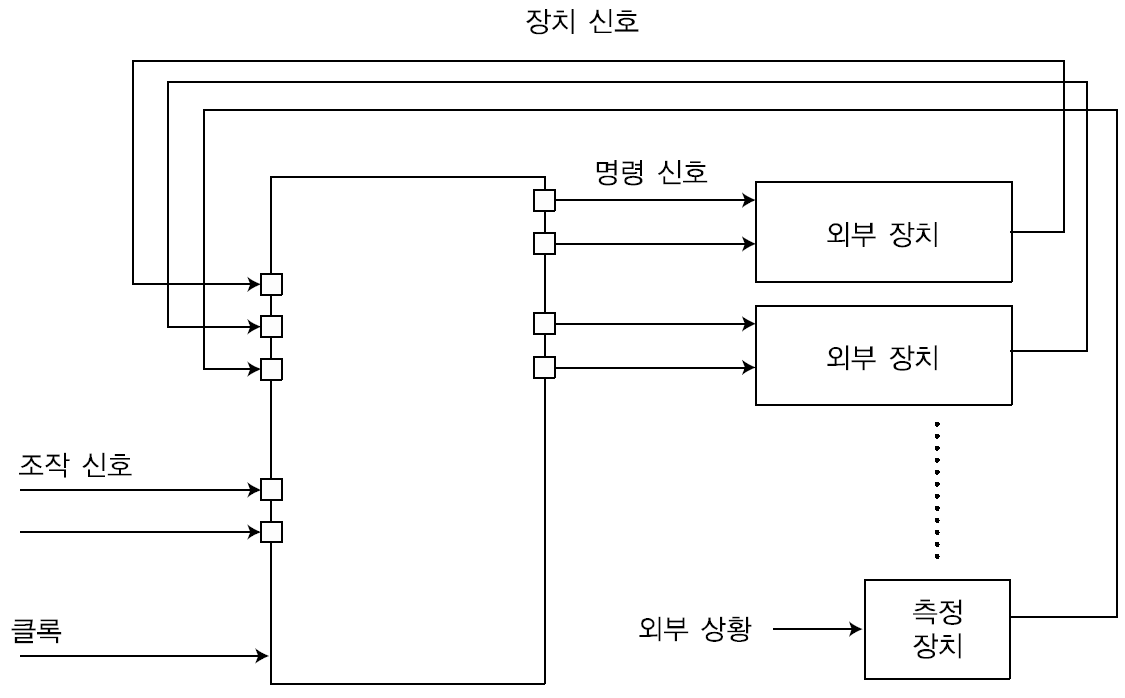 장치 신호
명령 신호
외부 장치
외부 장치
조작 신호
클록
외부 상황
측정
장치